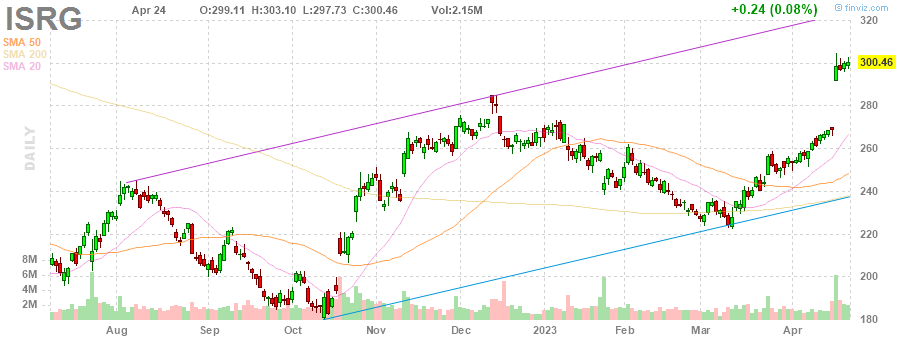 ISRG Apr 24 O:299.11 H:303.10 L:297.73 C:300.46 Vol:2.15M +0.24 (0.08%) finviz.com
SMA 50
SMA 200
SMA 20
DAILY
320
300.46
280
260
240
220
200
180
8M
6M
4M
2M
Aug Sep Oct Nov Dec 2023 Feb Mar Apr